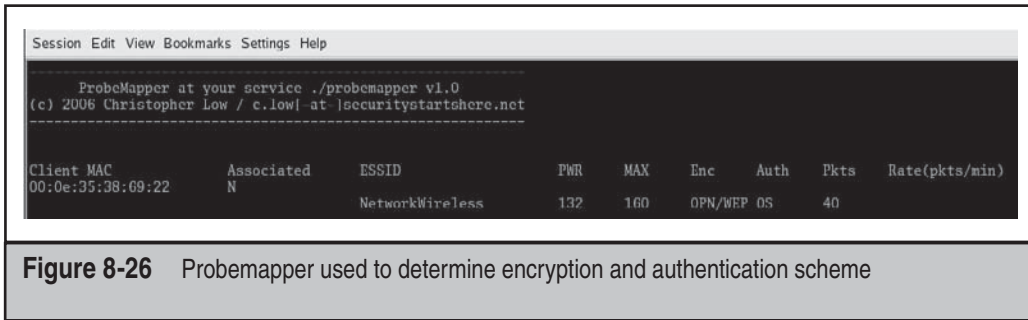 Session Edit View Bookmarks Settings Help
------------------------------------------------------------
ProbeMapper at your service ./probemapper v1.0
(c) 2006 Christopher Low / c.low[-at-]securitystartshere.net
------------------------------------------------------------
Client MAC Associated ESSID PWR MAX Enc Auth Pkts Rate(pkts/min)
00:0e:35:38:69:22 N
NetworkWireless 132 160 OPN/WEP OS 40
Figure 8-26 Probemapper used to determine encryption and authentication scheme